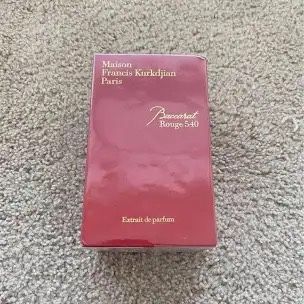 Maison
Francis Kurkdjian
Paris
Baccarat
Rouge 540
Extrait de parfum